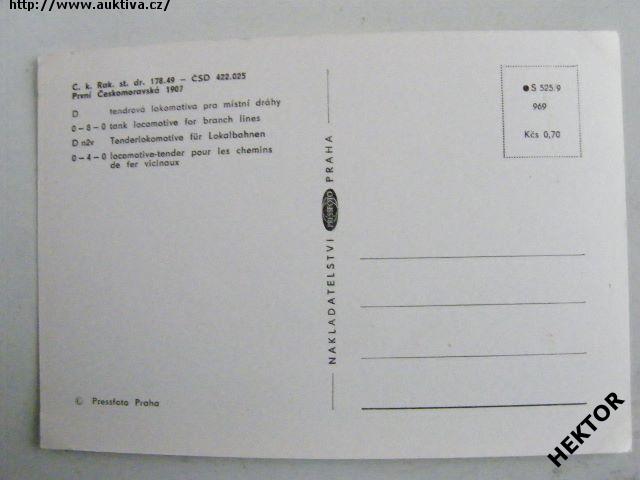 http://www.auktiva.cz/
C. k. Rak. st. dr. 178.49 – ČSD 422.025
První Českomoravská 1907
D tendrová lokomotiva pro místní dráhy
0–8–0 tank locomotive for branch lines
D n2v Tenderlokomotive für Lokalbahnen
0–4–0 locomotive-tender pour les chemins
de fer vicinaux
© Pressfoto Praha
NAKLADATELSTVÍ PRESSFOTO PRAHA
S 525/9
969
Kčs 0,70
HEKTOR